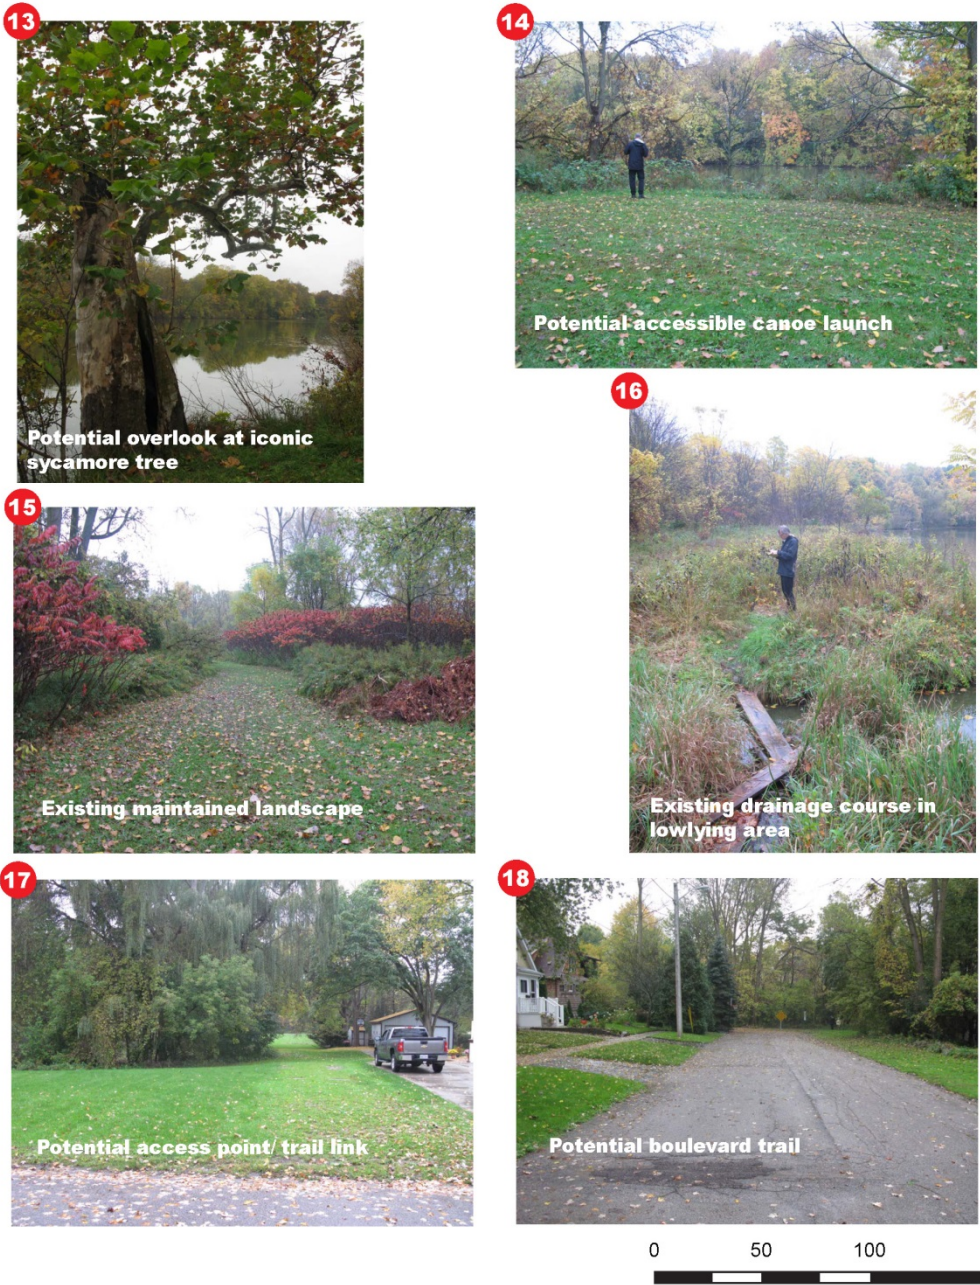 13
Potential overlook at iconic
sycamore tree
14
Potential accessible canoe launch
15
Existing maintained landscape
16
Existing drainage course in
lowlying area
17
Potential access point/ trail link
18
Potential boulevard trail
0 50 100